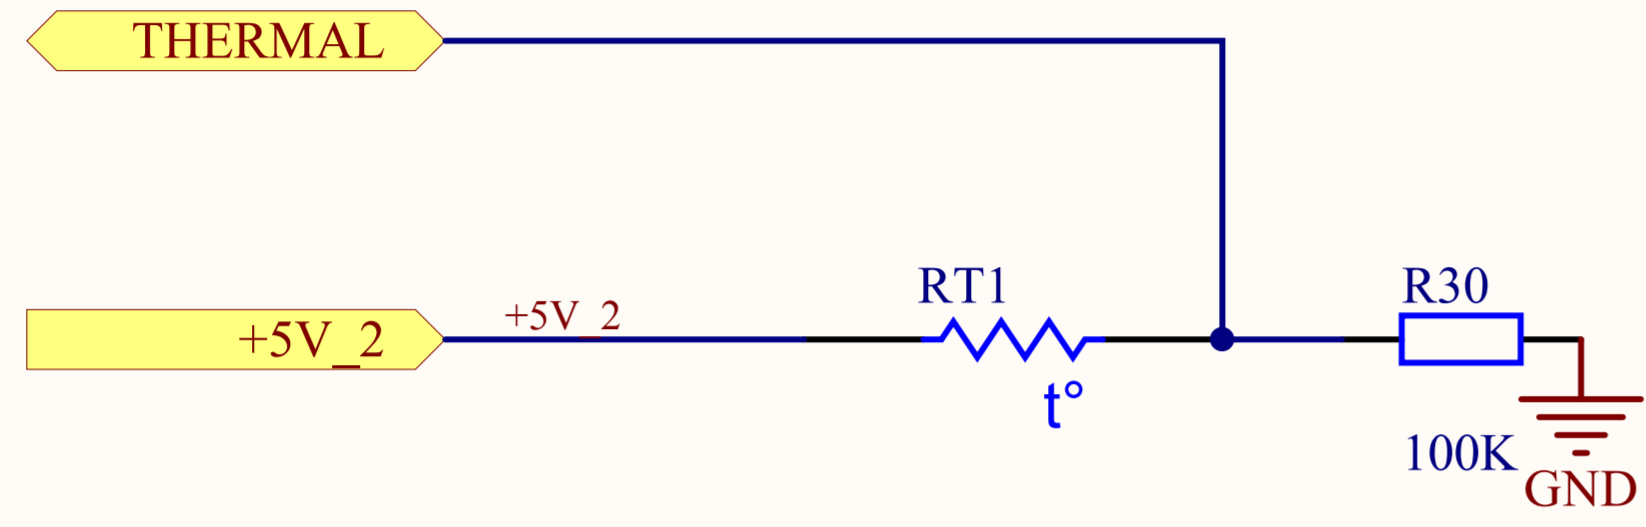 THERMAL
+5V_2
+5V_2
RT1
t°
R30
100K
GND